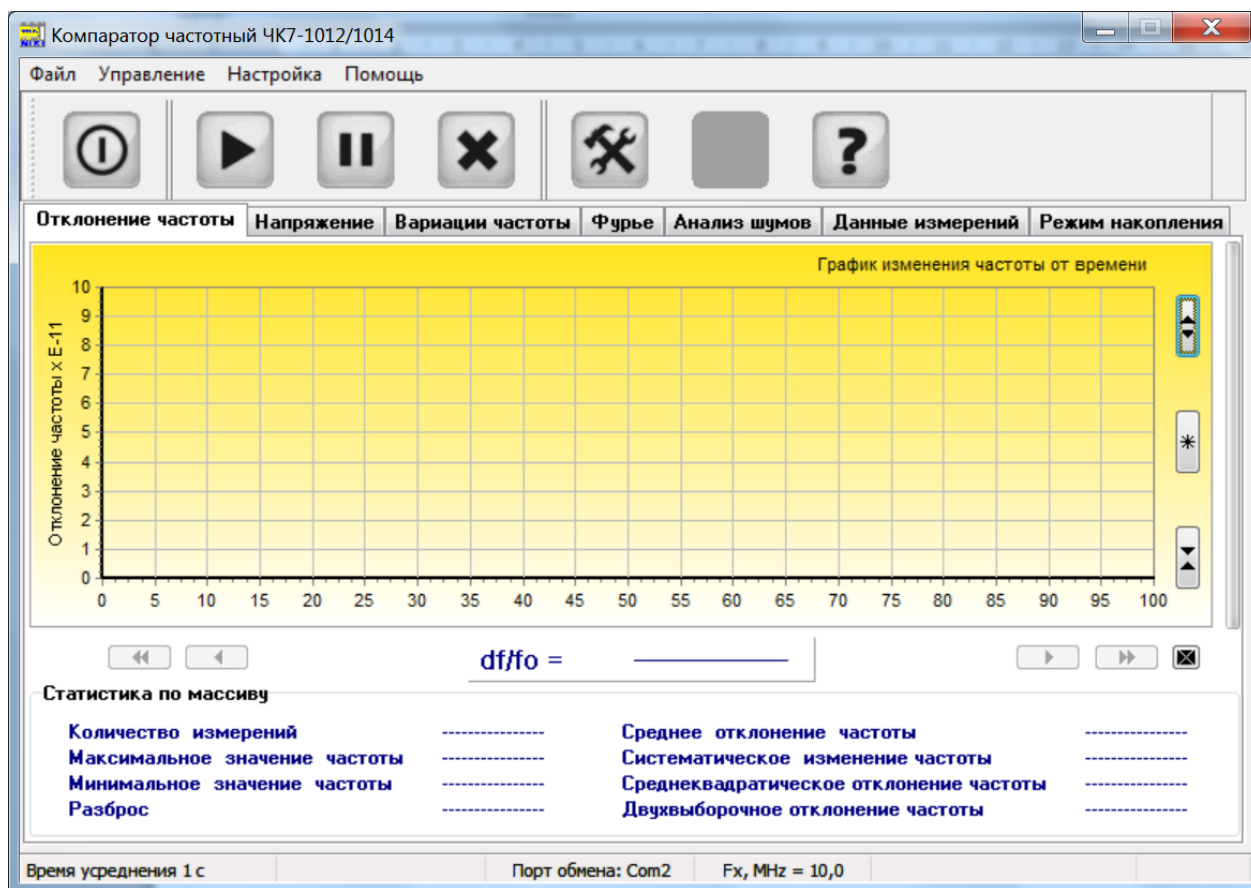 Компаратор частотный ЧК7-1012/1014
Файл Управление Настройка Помощь
Отклонение частоты Напряжение Вариации частоты Фурье Анализ шумов Данные измерений Режим накопления
График изменения частоты от времени
Отклонение частоты x E-11
10
9
8
7
6
5
4
3
2
1
0
0 5 10 15 20 25 30 35 40 45 50 55 60 65 70 75 80 85 90 95 100
df/fo = ——————
Статистика по массиву
Количество измерений --------------- Среднее отклонение частоты ---------------
Максимальное значение частоты --------------- Систематическое изменение частоты ---------------
Минимальное значение частоты --------------- Среднеквадратическое отклонение частоты ---------------
Разброс --------------- Двухвыборочное отклонение частоты ---------------
Время усреднения 1 с Порт обмена: Com2 Fx, MHz = 10,0